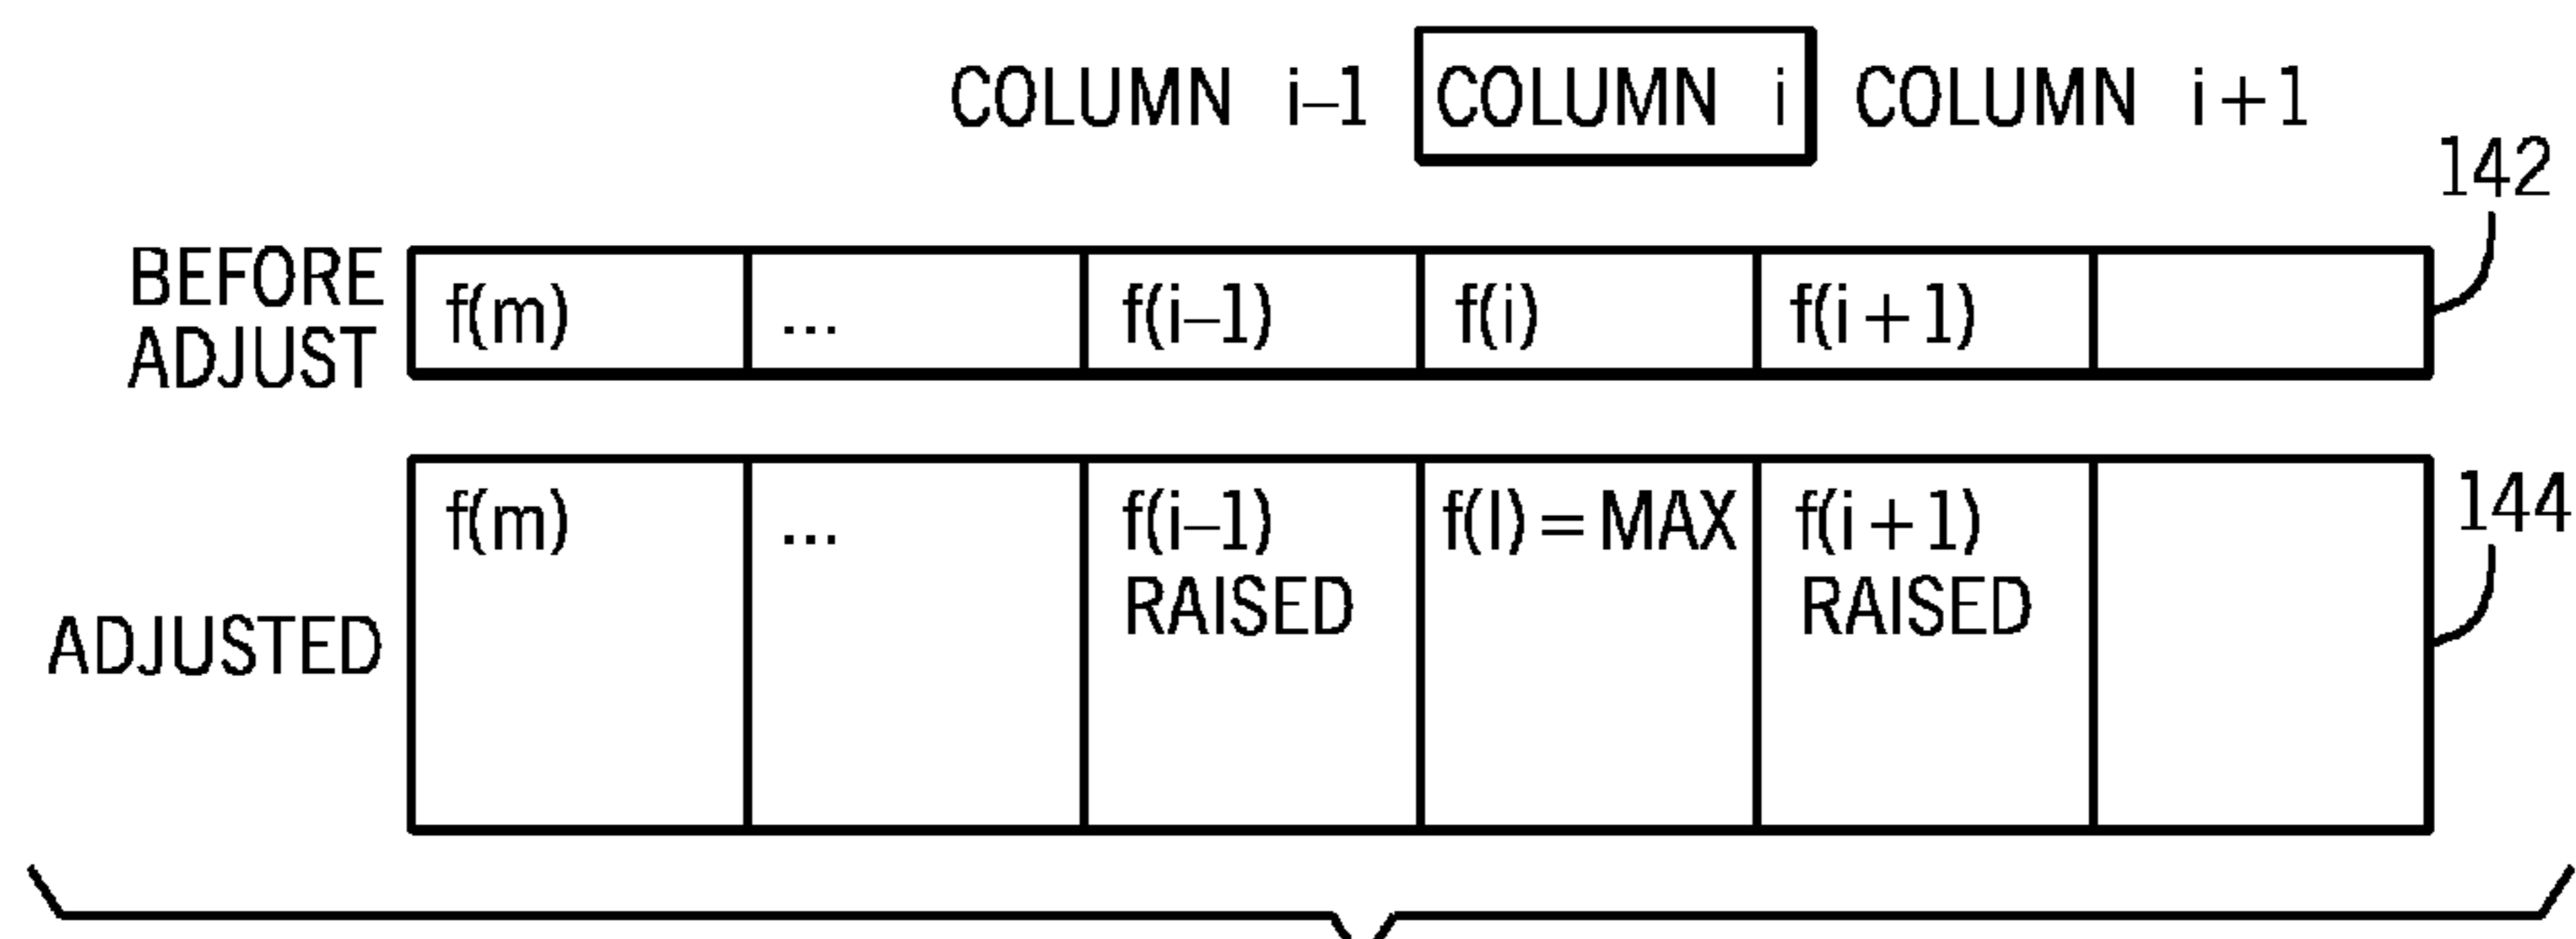 COLUMN i–1 COLUMN i COLUMN i+1
142
BEFORE
ADJUST
f(m) ... f(i–1) f(i) f(i+1)
f(m) ... f(i–1) f(I)=MAX f(i+1)
144
RAISED RAISED
ADJUSTED